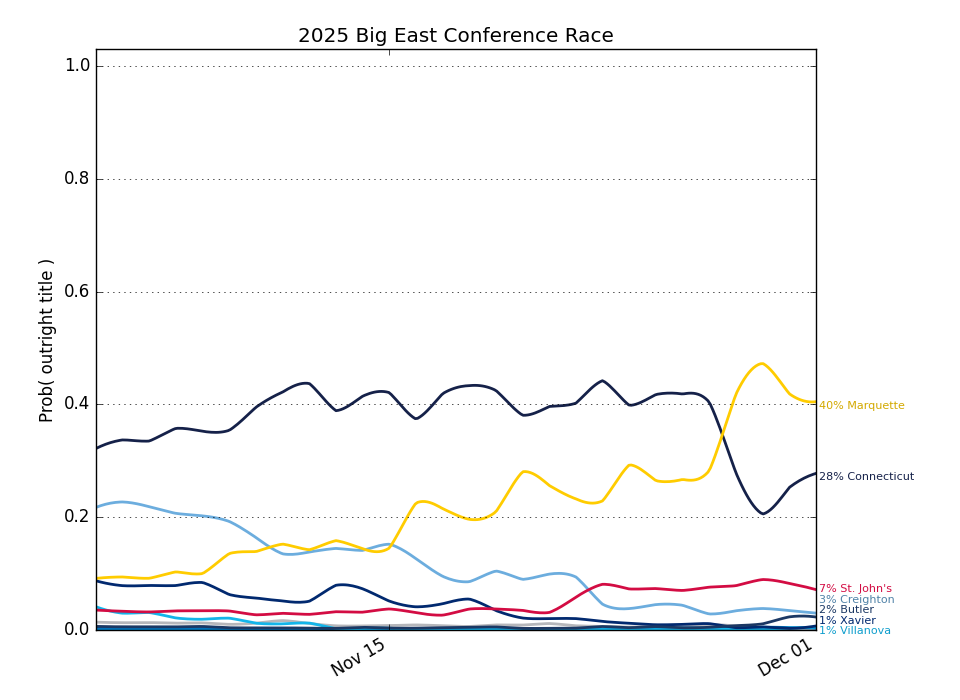 2025 Big East Conference Race
1.0
0.8
0.6
0.4
0.2
0.0
Prob( outright title )
Nov 15
Dec 01
40% Marquette
28% Connecticut
7% St. John's
3% Creighton
2% Butler
1% Xavier
1% Villanova